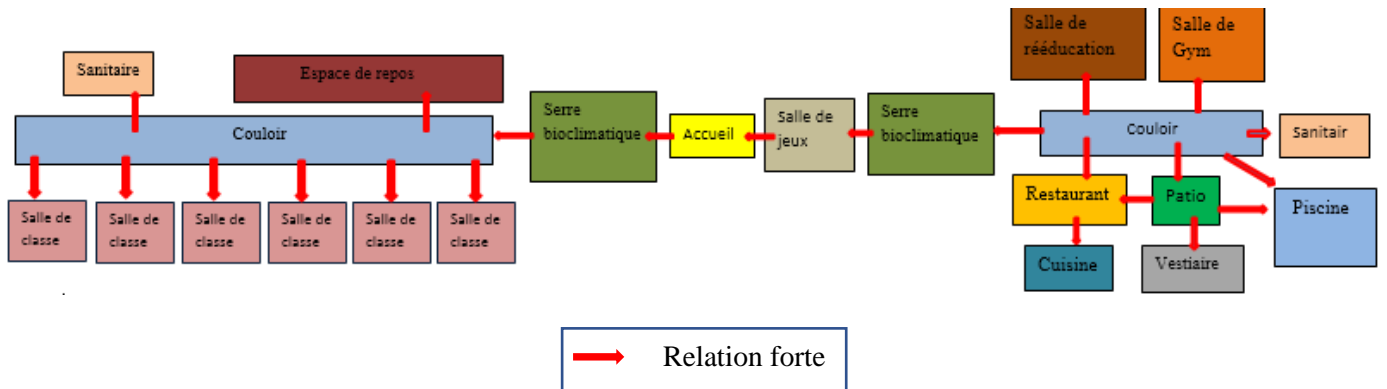 Sanitaire
Espace de repos
Couloir
Salle de
classe
Salle de
classe
Salle de
classe
Salle de
classe
Salle de
classe
Salle de
classe
Serre
bioclimatique
Accueil
Salle de
jeux
Serre
bioclimatique
Salle de
rééducation
Salle de
Gym
Couloir
Sanitair
Restaurant
Patio
Piscine
Cuisine
Vestiaire
.
Relation forte